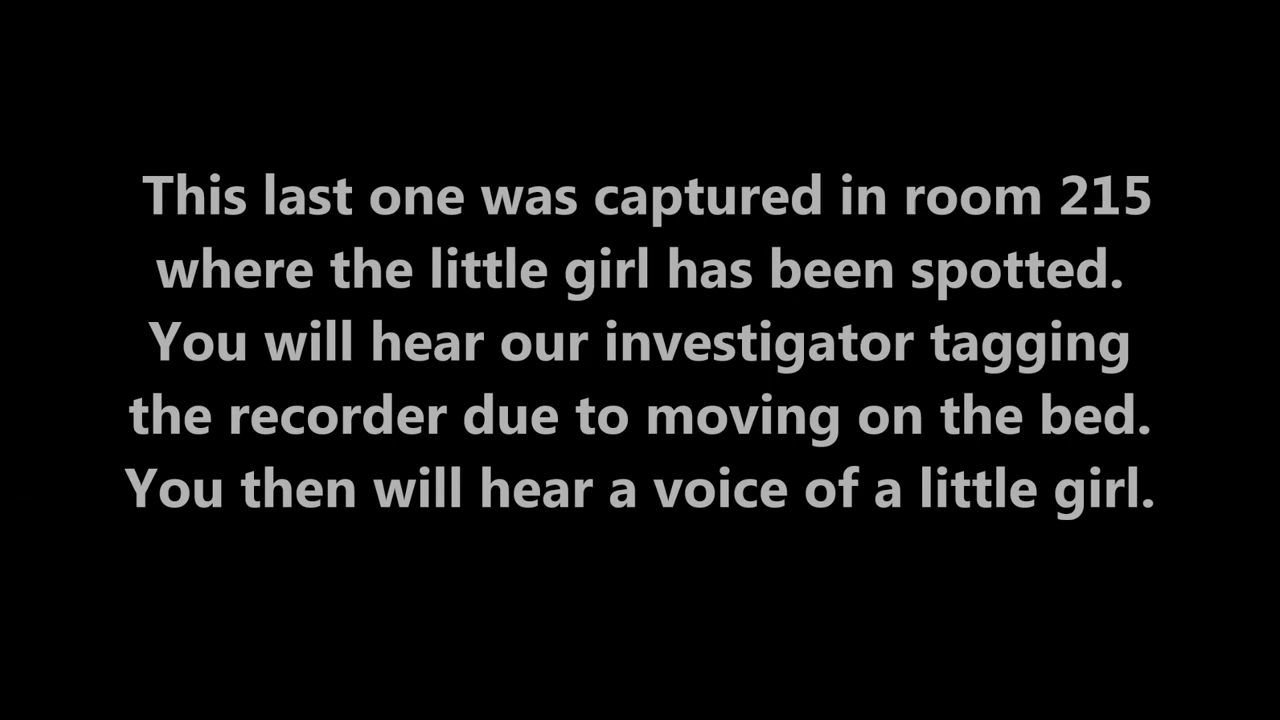 This last one was captured in room 215
where the little girl has been spotted.
You will hear our investigator tagging
the recorder due to moving on the bed.
You then will hear a voice of a little girl.